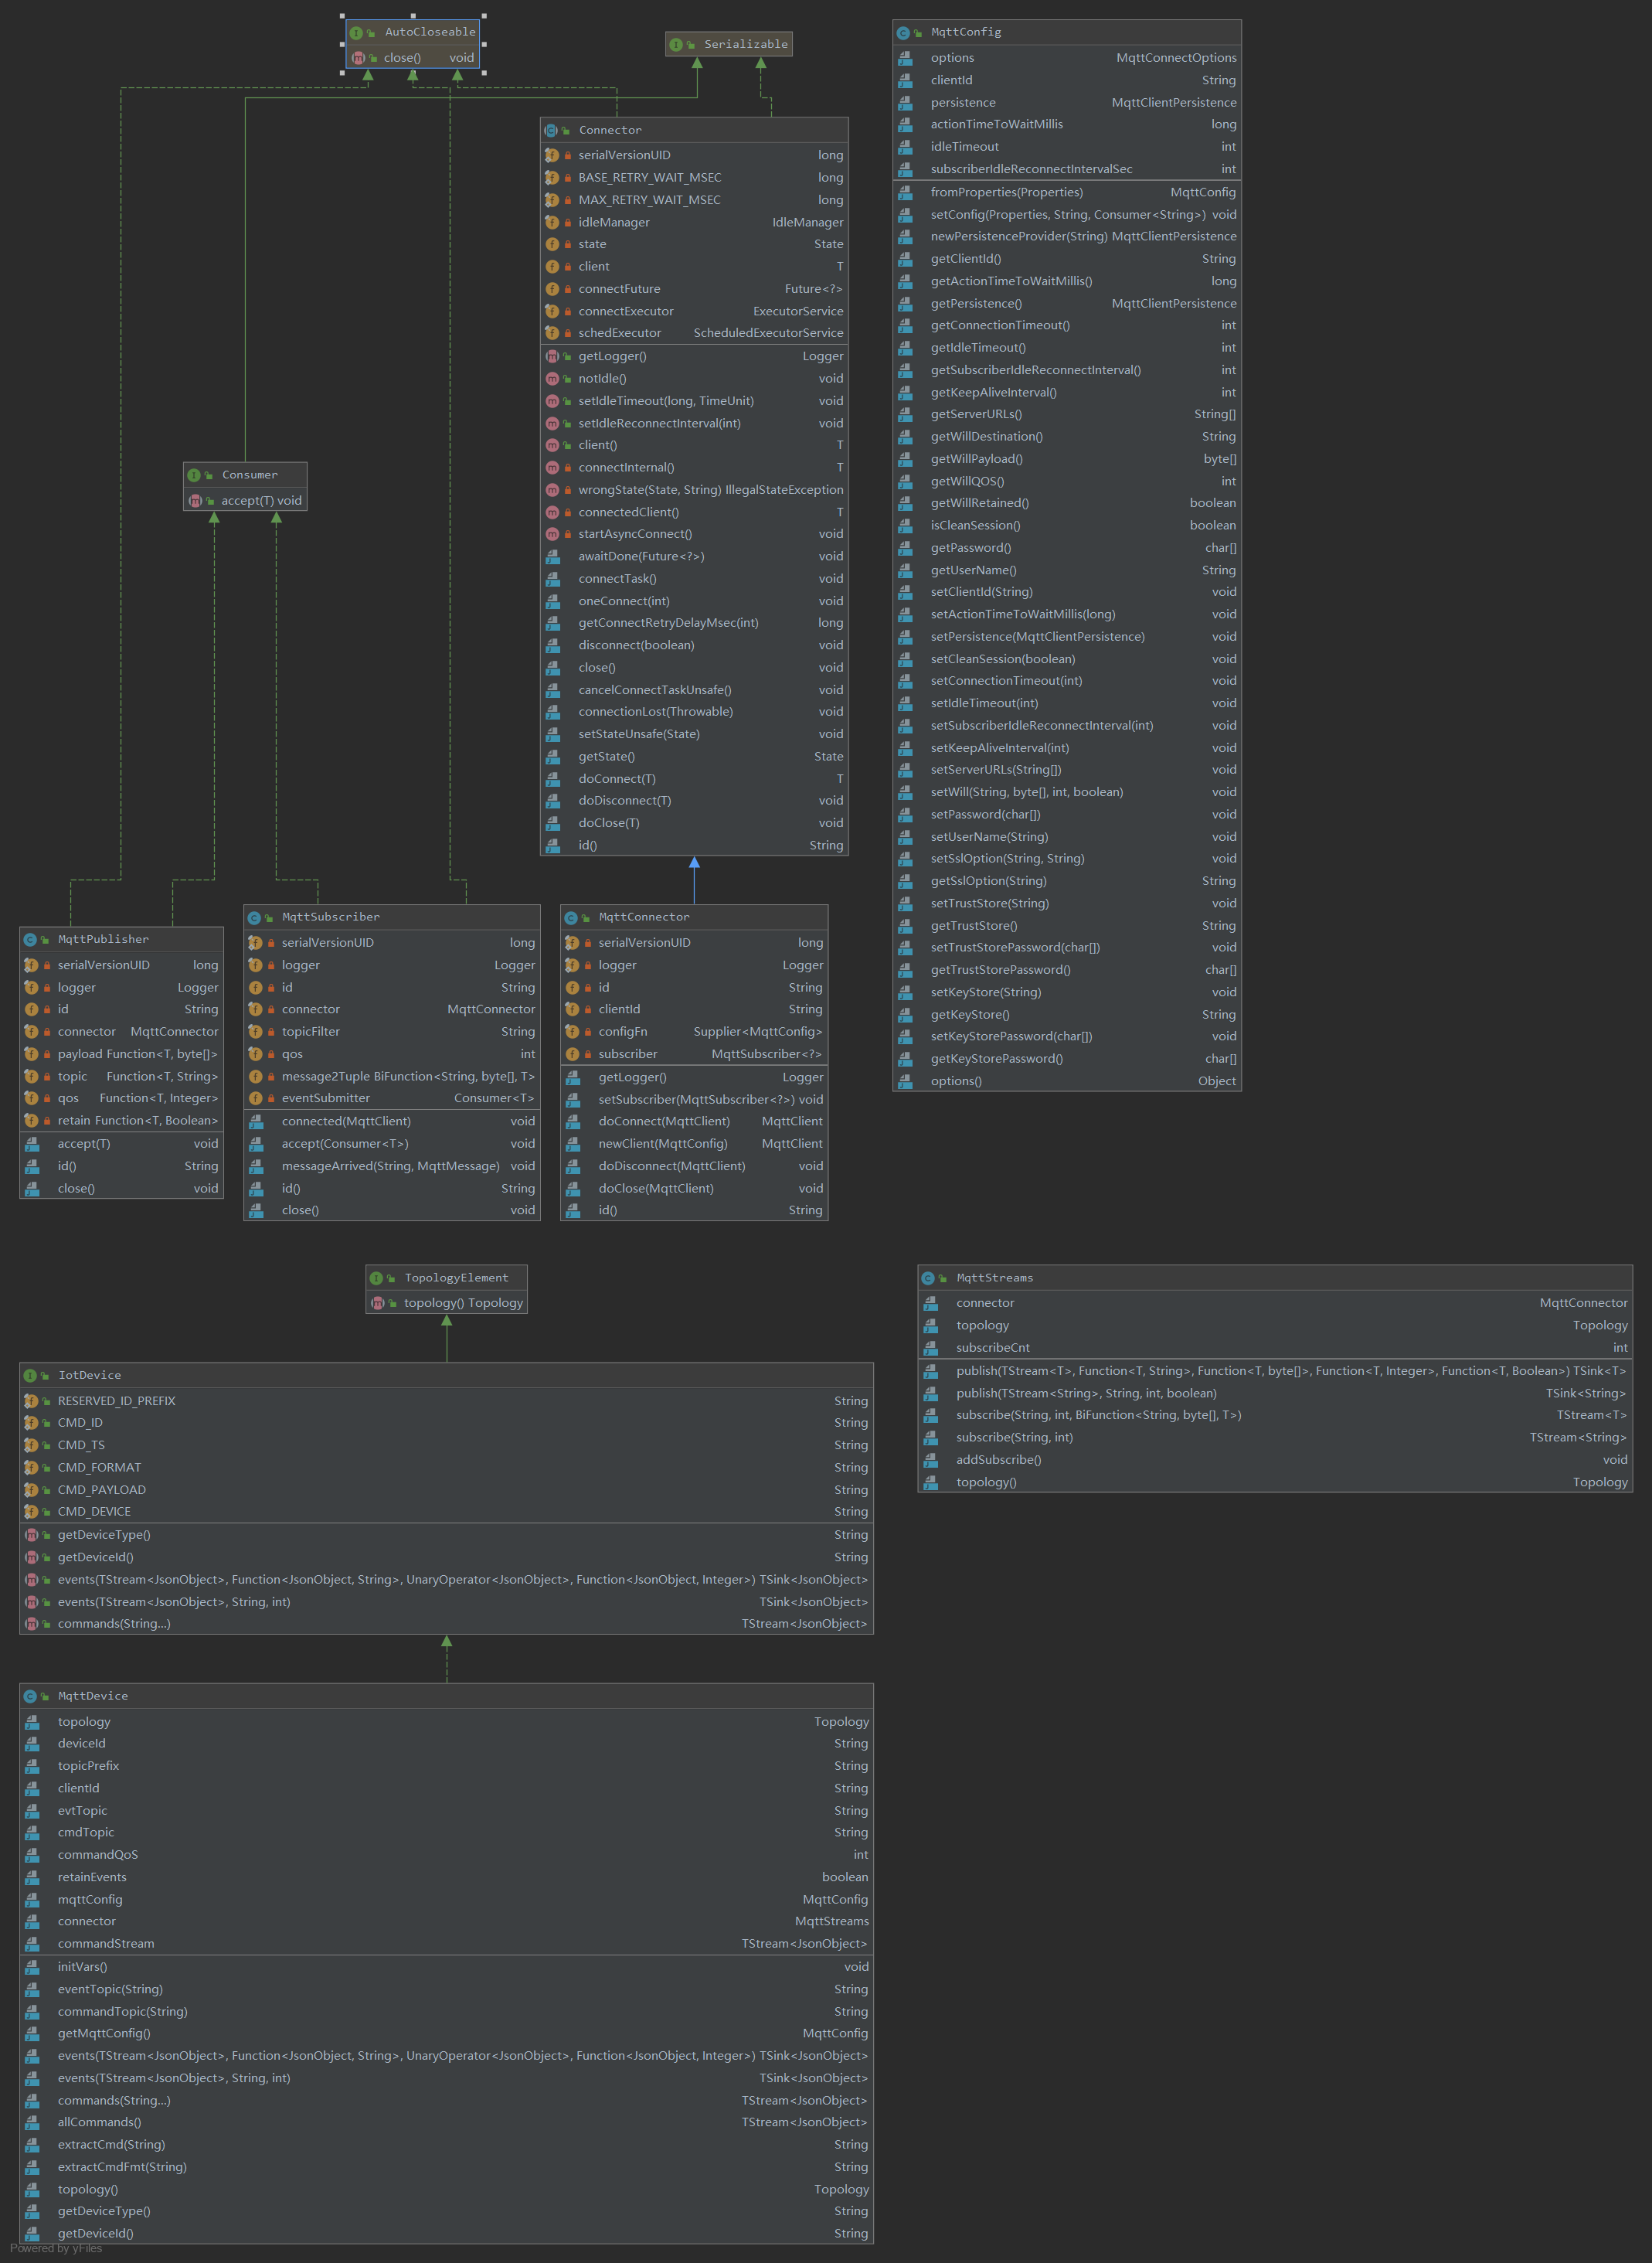 AutoCloseable
close() void
Serializable
Connector
serialVersionUID long
BASE_RETRY_WAIT_MSEC long
MAX_RETRY_WAIT_MSEC long
idleManager IdleManager
state State
client T
connectFuture Future<?>
connectExecutor ExecutorService
schedExecutor ScheduledExecutorService
getLogger() Logger
notIdle() void
setIdleTimeout(long, TimeUnit) void
setIdleReconnectInterval(int) void
client() T
connectInternal() T
wrongState(State, String) IllegalStateException
connectedClient() T
startAsyncConnect() void
awaitDone(Future<?>) void
connectTask() void
oneConnect(int) void
getConnectRetryDelayMsec(int) long
disconnect(boolean) void
close() void
cancelConnectTaskUnsafe() void
connectionLost(Throwable) void
setStateUnsafe(State) void
getState() State
doConnect(T) T
doDisconnect(T) void
doClose(T) void
id() String
MqttConfig
options MqttConnectOptions
clientId String
persistence MqttClientPersistence
actionTimeToWaitMillis long
idleTimeout int
subscriberIdleReconnectIntervalSec int
fromProperties(Properties) MqttConfig
setConfig(Properties, String, Consumer<String>) void
newPersistenceProvider(String) MqttClientPersistence
getClientId() String
getActionTimeToWaitMillis() long
getPersistence() MqttClientPersistence
getConnectionTimeout() int
getIdleTimeout() int
getSubscriberIdleReconnectInterval() int
getKeepAliveInterval() int
getServerURLs() String[]
getWillDestination() String
getWillPayload() byte[]
getWillQOS() int
getWillRetained() boolean
isCleanSession() boolean
getPassword() char[]
getUserName() String
setClientId(String) void
setActionTimeToWaitMillis(long) void
setPersistence(MqttClientPersistence) void
setCleanSession(boolean) void
setConnectionTimeout(int) void
setIdleTimeout(int) void
setSubscriberIdleReconnectInterval(int) void
setKeepAliveInterval(int) void
setServerURLs(String[]) void
setWill(String, byte[], int, boolean) void
setPassword(char[]) void
setUserName(String) void
setSslOption(String, String) void
getSslOption(String) String
setTrustStore(String) void
getTrustStore() String
setTrustStorePassword(char[]) void
getTrustStorePassword() char[]
setKeyStore(String) void
getKeyStore() String
setKeyStorePassword(char[]) void
getKeyStorePassword() char[]
options() Object
Consumer
accept(T) void
MqttPublisher
serialVersionUID long
logger Logger
id String
connector MqttConnector
payload Function<T, byte[]>
topic Function<T, String>
qos Function<T, Integer>
retain Function<T, Boolean>
accept(T) void
id() String
close() void
MqttSubscriber
serialVersionUID long
logger Logger
id String
connector MqttConnector
topicFilter String
qos int
message2Tuple BiFunction<String, byte[], T>
eventSubmitter Consumer<T>
connected(MqttClient) void
accept(Consumer<T>) void
messageArrived(String, MqttMessage) void
id() String
close() void
MqttConnector
serialVersionUID long
logger Logger
id String
clientId String
configFn Supplier<MqttConfig>
subscriber MqttSubscriber<?>
getLogger() Logger
setSubscriber(MqttSubscriber<?>) void
doConnect(MqttClient) MqttClient
newClient(MqttConfig) MqttClient
doDisconnect(MqttClient) void
doClose(MqttClient) void
id() String
TopologyElement
topology() Topology
MqttStreams
connector MqttConnector
topology Topology
subscribeCnt int
publish(TStream<T>, Function<T, String>, Function<T, byte[]>, Function<T, Integer>, Function<T, Boolean>) TSink<T>
publish(TStream<String>, String, int, boolean) TSink<String>
subscribe(String, int, BiFunction<String, byte[], T>) TStream<T>
subscribe(String, int) TStream<String>
addSubscribe() void
topology() Topology
IotDevice
RESERVED_ID_PREFIX String
CMD_ID String
CMD_TS String
CMD_FORMAT String
CMD_PAYLOAD String
CMD_DEVICE String
getDeviceType() String
getDeviceId() String
events(TStream<JsonObject>, Function<JsonObject, String>, UnaryOperator<JsonObject>, Function<JsonObject, Integer>) TSink<JsonObject>
events(TStream<JsonObject>, String, int) TSink<JsonObject>
commands(String...) TStream<JsonObject>
MqttDevice
topology Topology
deviceId String
topicPrefix String
clientId String
evtTopic String
cmdTopic String
commandQoS int
retainEvents boolean
mqttConfig MqttConfig
connector MqttStreams
commandStream TStream<JsonObject>
initVars() void
eventTopic(String) String
commandTopic(String) String
getMqttConfig() MqttConfig
events(TStream<JsonObject>, Function<JsonObject, String>, UnaryOperator<JsonObject>, Function<JsonObject, Integer>) TSink<JsonObject>
events(TStream<JsonObject>, String, int) TSink<JsonObject>
commands(String...) TStream<JsonObject>
allCommands() TStream<JsonObject>
extractCmd(String) String
extractCmdFmt(String) String
topology() Topology
getDeviceType() String
getDeviceId() String
Powered by yFiles